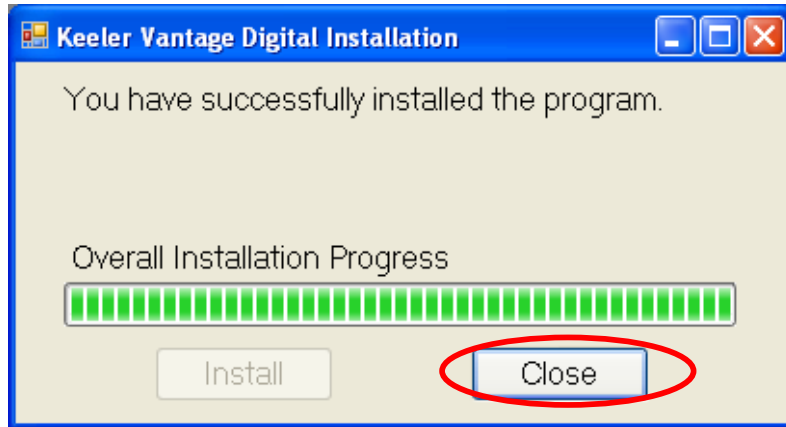 Keeler Vantage Digital Installation
You have successfully installed the program.
Overall Installation Progress
Install
Close